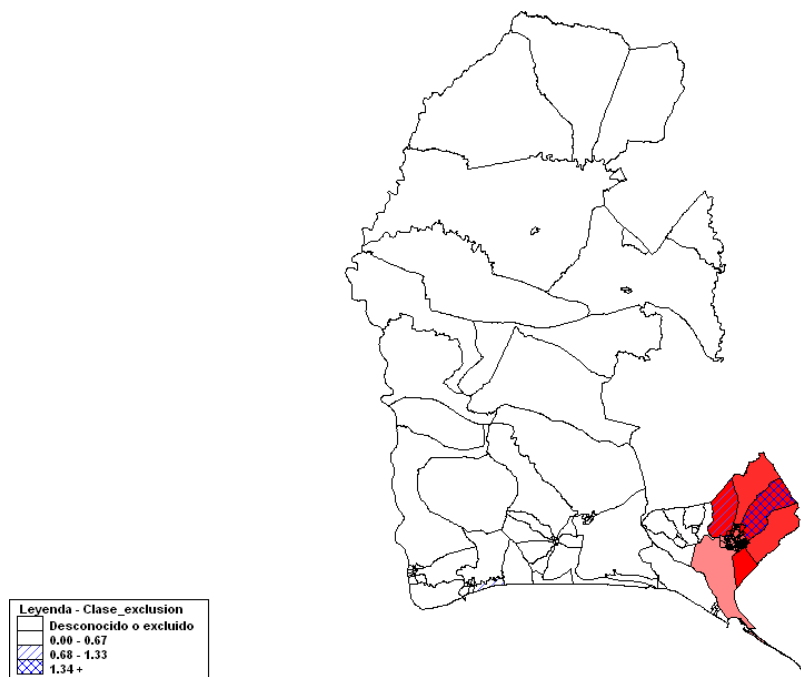 Leyenda - Clase_exclusion
Desconocido o excluido
0.00 - 0.67
0.68 - 1.33
1.34 +